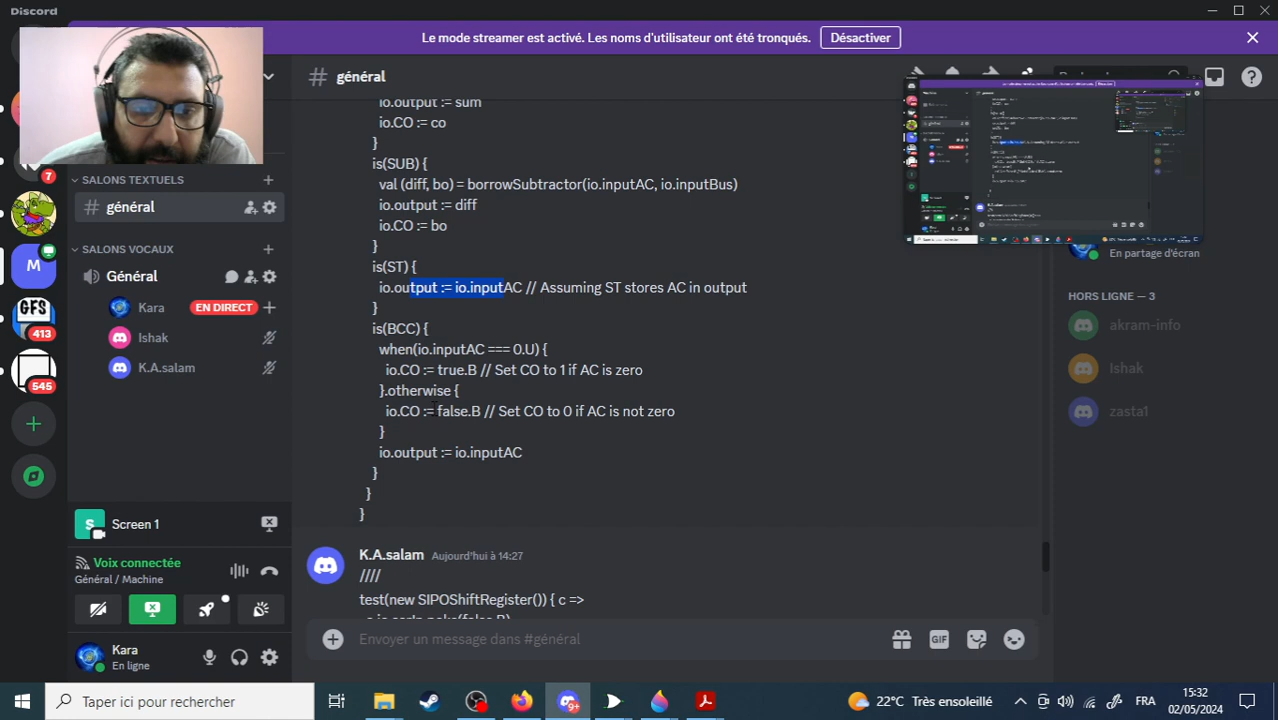 Discord
Le mode streamer est activé. Les noms d'utilisateur ont été tronqués.
Désactiver
# général
SALONS TEXTUELS
# général
SALONS VOCAUX
Général
Kara
EN DIRECT
Ishak
K.A.salam
7
M
GFS
413
545
S
Screen 1
Voix connectée
Général / Machine
Kara
En ligne
io.output := sum
io.CO := co
}
is(SUB) {
val (diff, bo) = borrowSubtractor(io.inputAC, io.inputBus)
io.output := diff
io.CO := bo
}
is(ST) {
io.output := io.inputAC // Assuming ST stores AC in output
}
is(BCC) {
when(io.inputAC === 0.U) {
io.CO := true.B // Set CO to 1 if AC is zero
}.otherwise {
io.CO := false.B // Set CO to 0 if AC is not zero
}
io.output := io.inputAC
}
}
}
K.A.salam Aujourd'hui à 14:27
////
test(new SIPOShiftRegister()) { c =>
Envoyer un message dans #général
GIF
En partage d'écran
HORS LIGNE — 3
akram-info
Ishak
zasta1
Taper ici pour rechercher
9+
22°C Très ensoleillé
FRA
15:32
02/05/2024